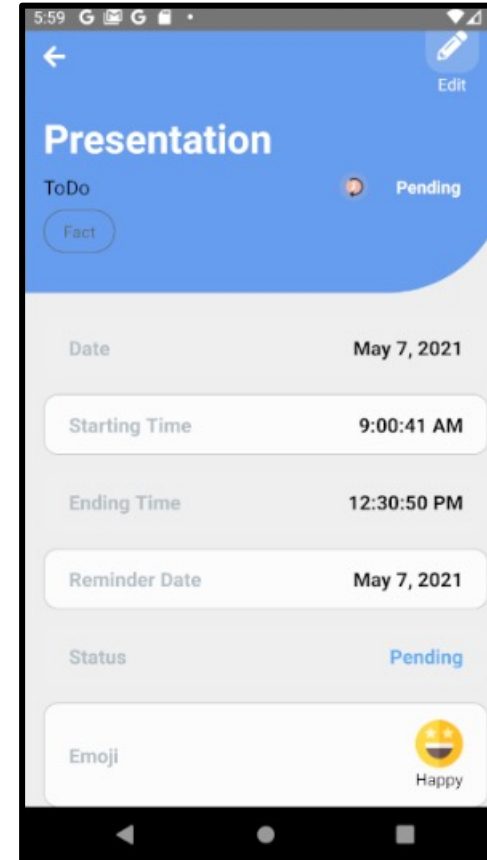 5:59 G G
Edit
Presentation
ToDo Pending
Fact
Date May 7, 2021
Starting Time 9:00:41 AM
Ending Time 12:30:50 PM
Reminder Date May 7, 2021
Status Pending
Emoji
Happy